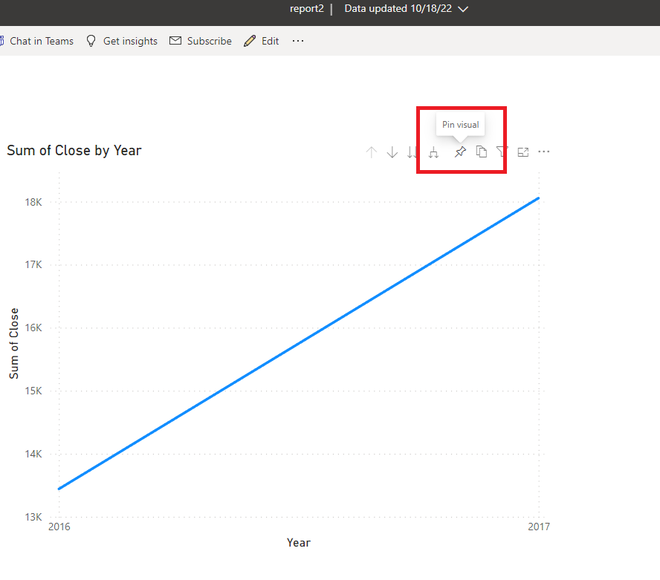 report2 | Data updated 10/18/22
Chat in Teams Get insights Subscribe Edit ...
Pin visual
Sum of Close by Year
18K
17K
16K
15K
14K
13K
Sum of Close
2016 2017
Year